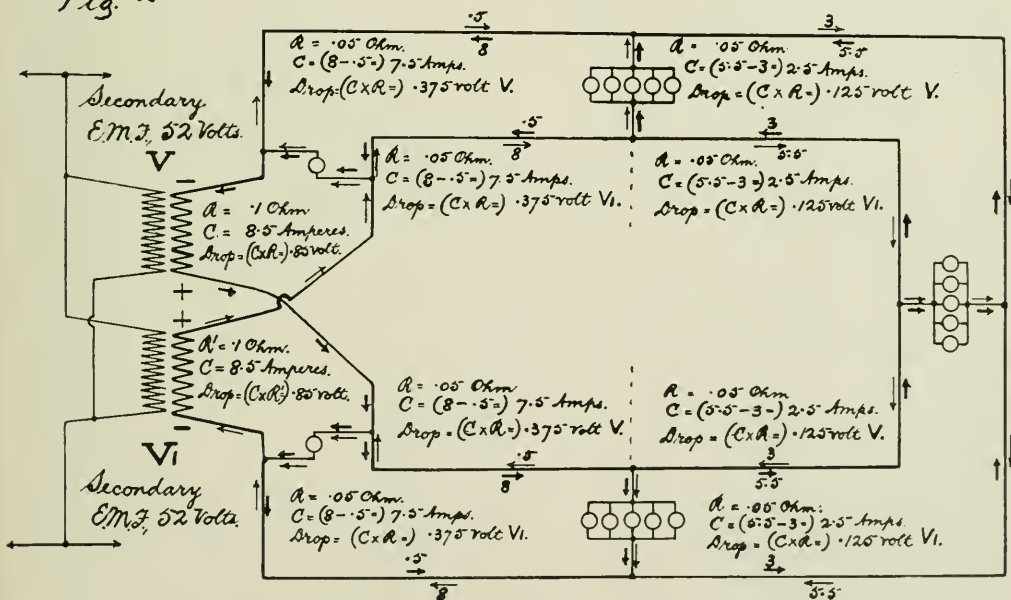 Fig.
.5
8
3
5.5
R = .05 Ohm.
C = (8-.5=) 7.5 Amps.
Drop=(C×R=) .375 volt V.
R = .05 Ohm
C = (5.5-3=) 2.5 Amps.
Drop = (C×R=) .125 volt V.
Secondary
E.M.F., 52 Volts.
V
−
R = .1 Ohm
C = 8.5 Amperes.
Drop=(C×R=).85 volt.
+
.5
8
3
5.5
R = .05 Ohm.
C = (8-.5=) 7.5 Amps.
Drop= (C×R=) .375 volt V1.
R = .05 Ohm.
C = (5.5-3=) 2.5 Amps.
Drop= (C×R=) .125 volt V1.
+
R' = .1 Ohm.
C = 8.5 Amperes.
Drop=(C×R'=) .85 volt.
−
V1
Secondary
E.M.F, 52 Volts.
R = .05 Ohm
C = (8-.5=) 7.5 Amps.
Drop= (C×R=) .375 volt V.
R = .05 Ohm.
C = (5.5-3=) 2.5 Amps.
Drop = (C×R=) .125 volt V.
.5
8
3
5.5
R = .05 Ohm.
C = (8-.5=) 7.5 Amps.
Drop= (C×R=) .375 volt V1.
R = .05 Ohm.
C = (5.5-3=) 2.5 Amps.
Drop= (C×R=) .125 volt V1.
.5
8
3
5.5